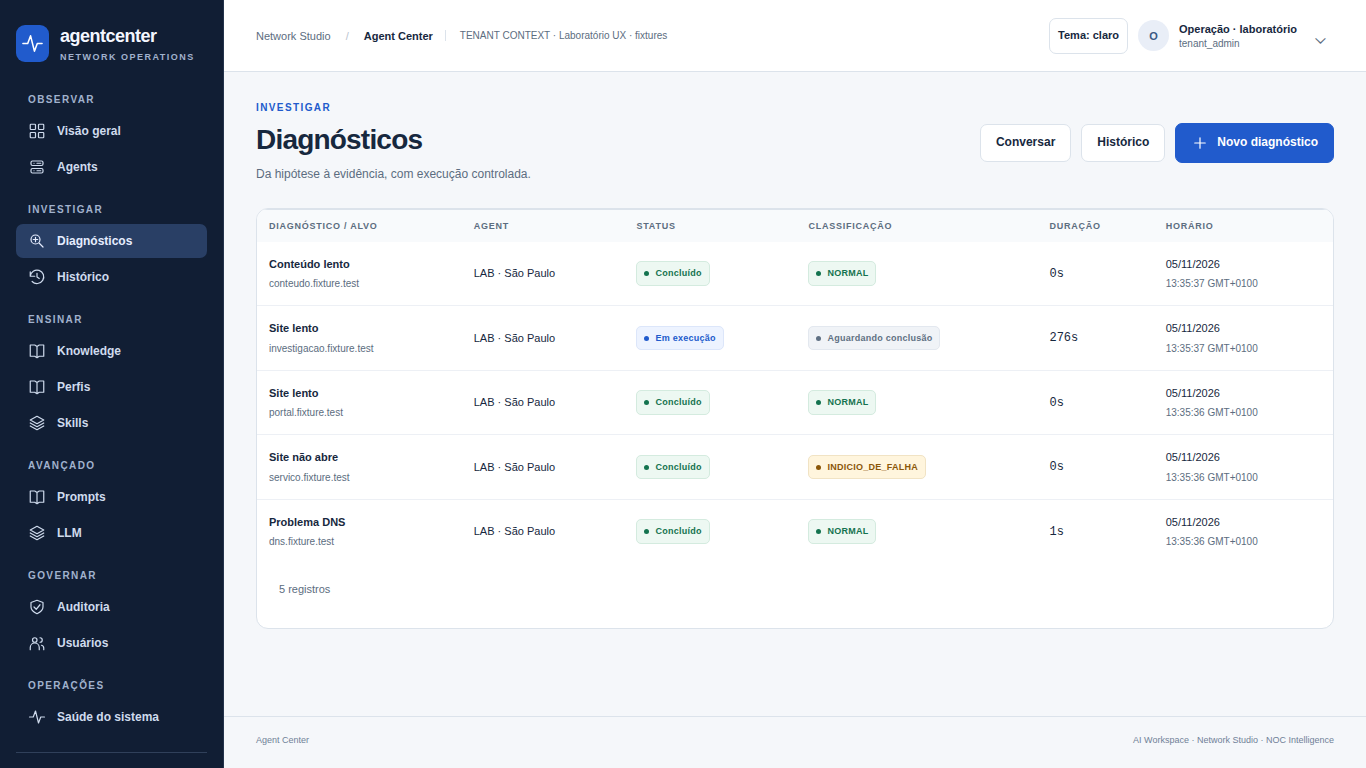 agentcenter
NETWORK OPERATIONS
OBSERVAR
Visão geral
Agents
INVESTIGAR
Diagnósticos
Histórico
ENSINAR
Knowledge
Perfis
Skills
AVANÇADO
Prompts
LLM
GOVERNAR
Auditoria
Usuários
OPERAÇÕES
Saúde do sistema
Network Studio / Agent Center TENANT CONTEXT · Laboratório UX · fixtures
Tema: claro
O
Operação · laboratório
tenant_admin
INVESTIGAR
Diagnósticos
Da hipótese à evidência, com execução controlada.
Conversar
Histórico
Novo diagnóstico
DIAGNÓSTICO / ALVO AGENT STATUS CLASSIFICAÇÃO DURAÇÃO HORÁRIO
Conteúdo lento
conteudo.fixture.test
LAB · São Paulo
Concluído
NORMAL
0s
05/11/2026
13:35:37 GMT+0100
Site lento
investigacao.fixture.test
LAB · São Paulo
Em execução
Aguardando conclusão
276s
05/11/2026
13:35:37 GMT+0100
Site lento
portal.fixture.test
LAB · São Paulo
Concluído
NORMAL
0s
05/11/2026
13:35:36 GMT+0100
Site não abre
servico.fixture.test
LAB · São Paulo
Concluído
INDICIO_DE_FALHA
0s
05/11/2026
13:35:36 GMT+0100
Problema DNS
dns.fixture.test
LAB · São Paulo
Concluído
NORMAL
1s
05/11/2026
13:35:36 GMT+0100
5 registros
Agent Center
AI Workspace · Network Studio · NOC Intelligence